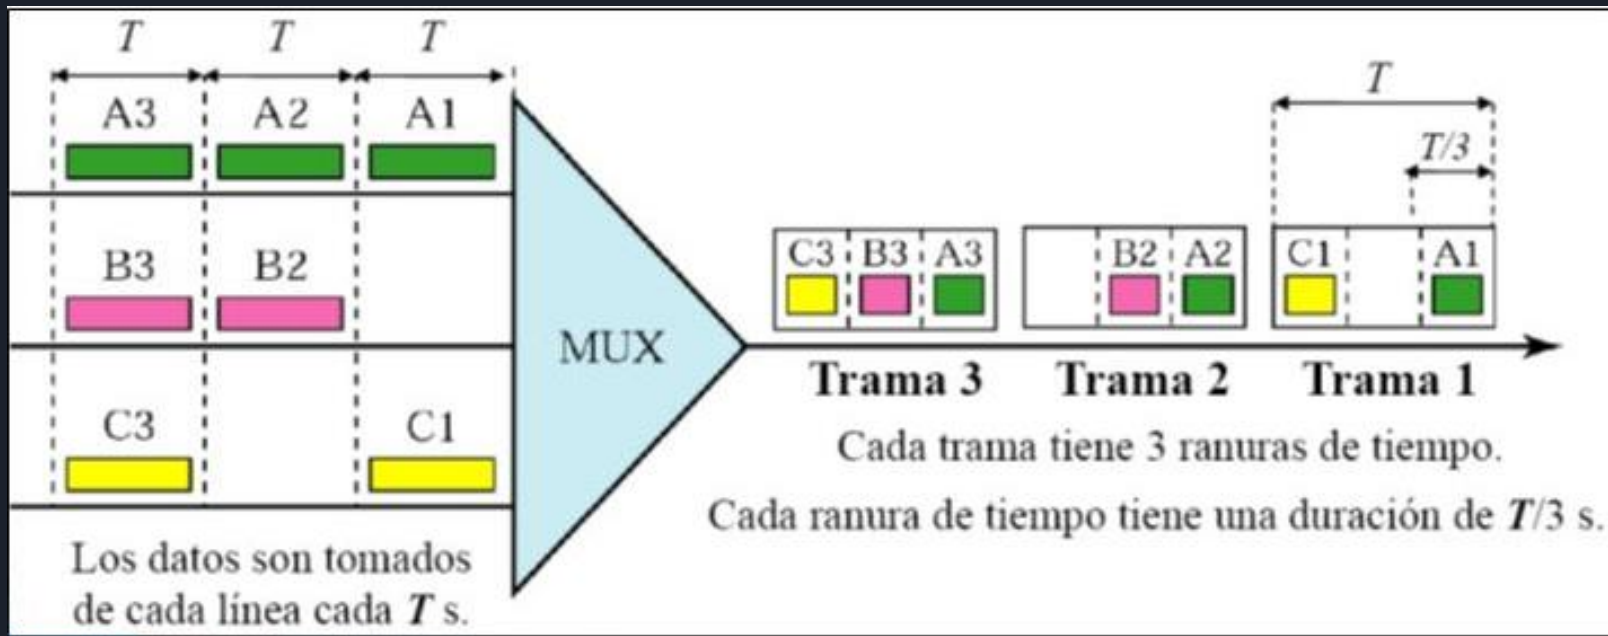 T T T
A3 A2 A1
B3 B2
C3 C1
Los datos son tomados
de cada línea cada T s.
MUX
T
T/3
C3 B3 A3 B2 A2 C1 A1
Trama 3 Trama 2 Trama 1
Cada trama tiene 3 ranuras de tiempo.
Cada ranura de tiempo tiene una duración de T/3 s.